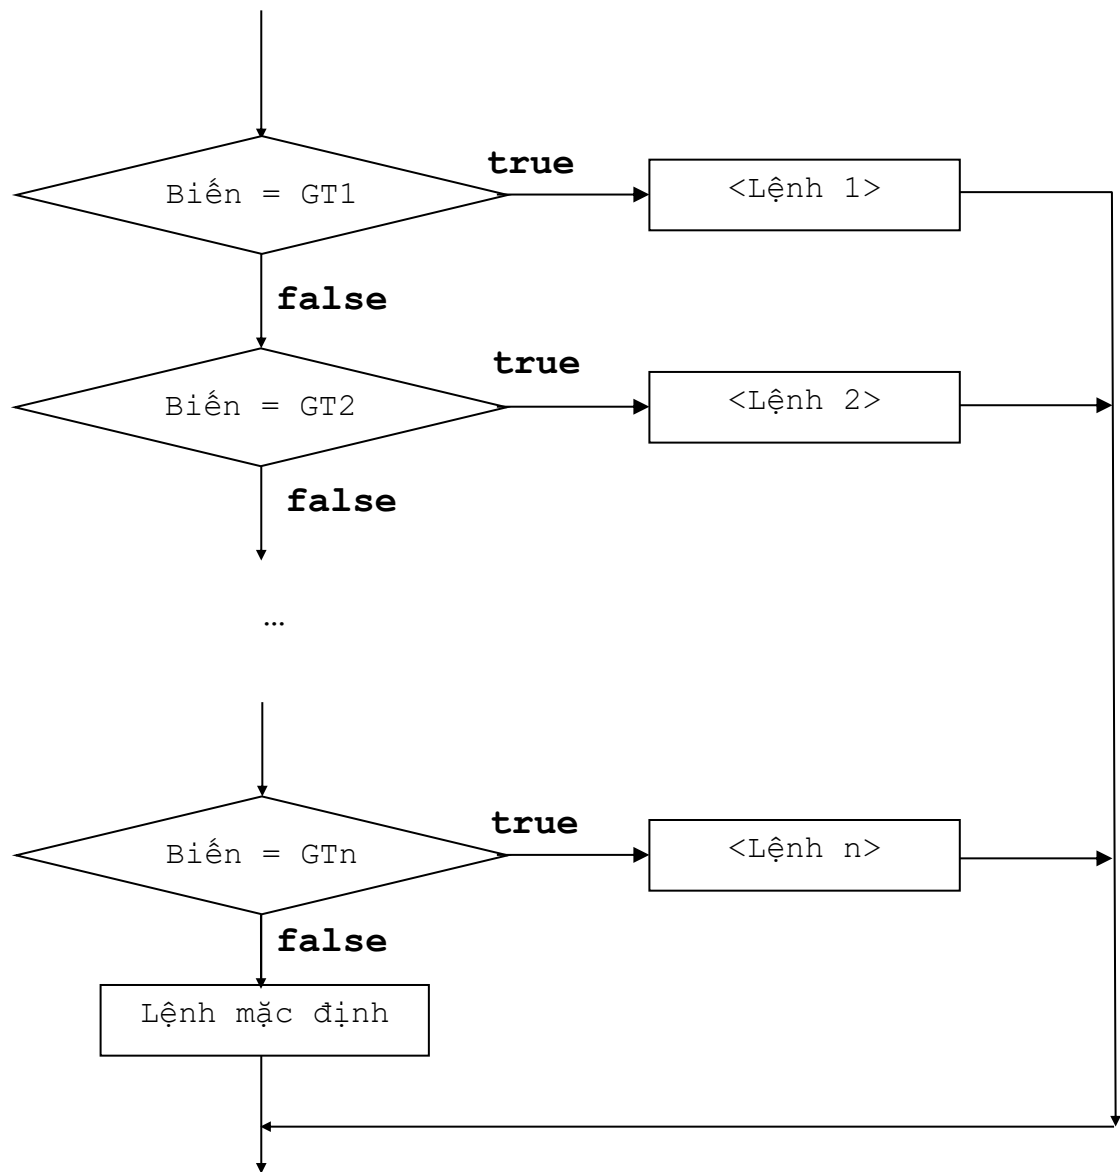 true
Biến = GT1
<Lệnh 1>
false
true
Biến = GT2
<Lệnh 2>
false
…
true
Biến = GTn
<Lệnh n>
false
Lệnh mặc định